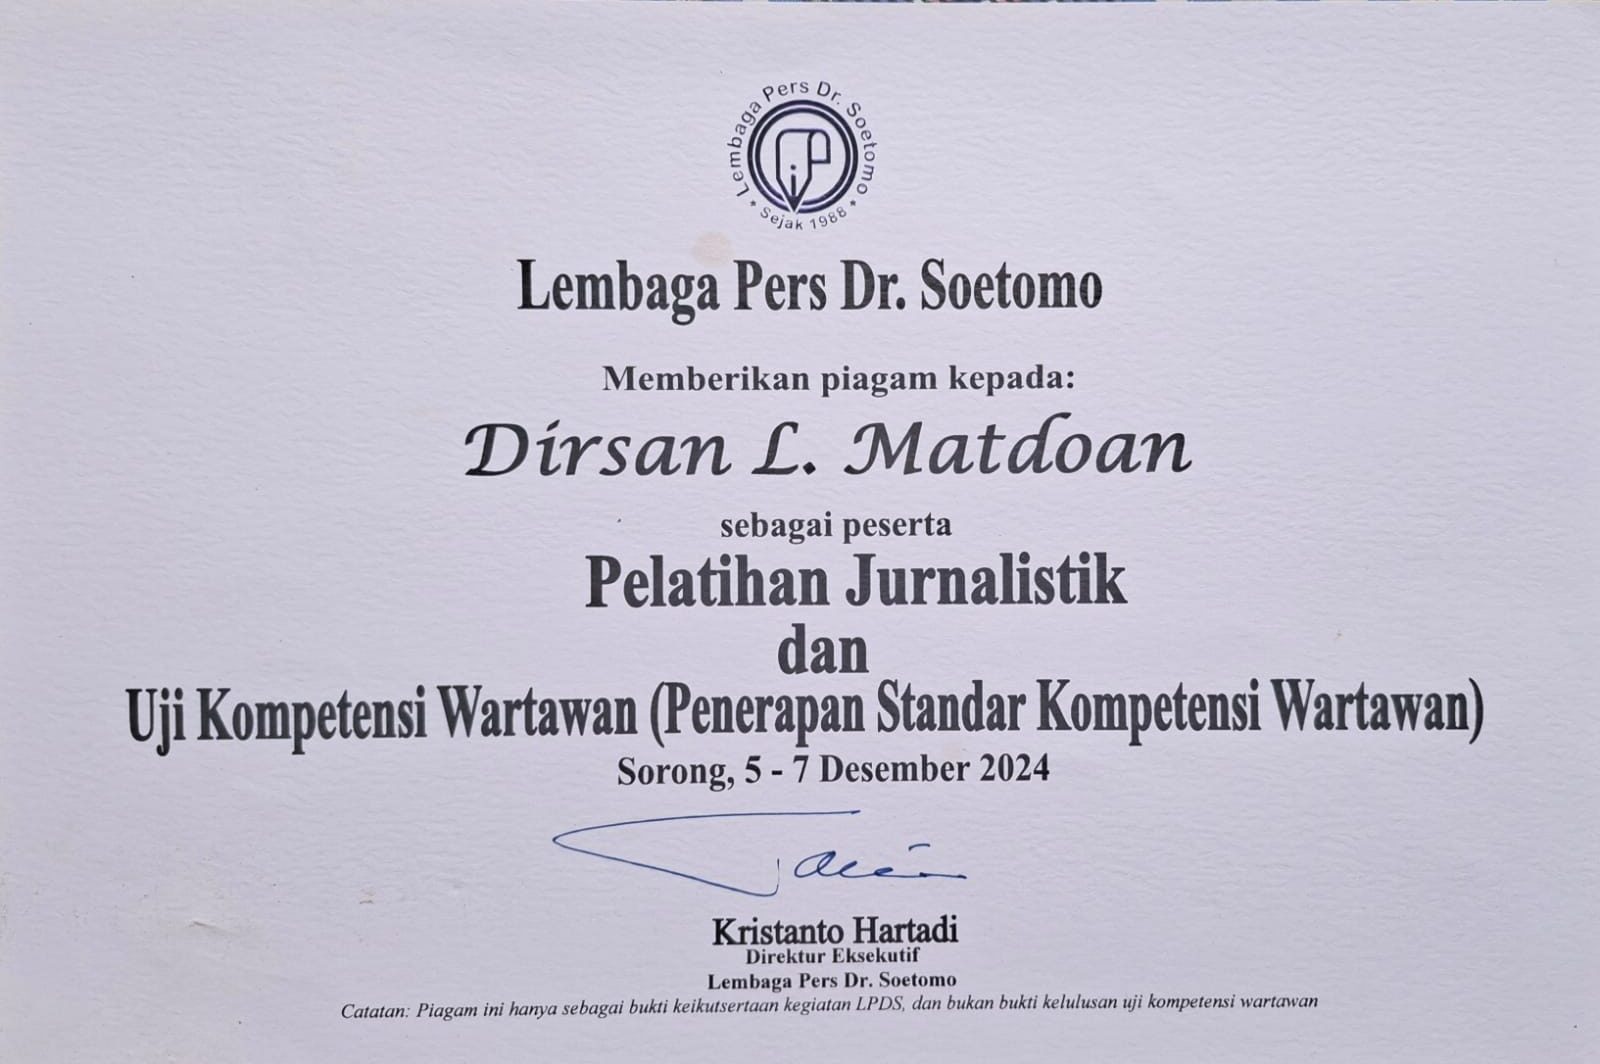 Lembaga Pers Dr. Soetomo
* Sejak 1988 *
Lembaga Pers Dr. Soetomo
Memberikan piagam kepada:
Dirsan L. Matdoan
sebagai peserta
Pelatihan Jurnalistik
dan
Uji Kompetensi Wartawan (Penerapan Standar Kompetensi Wartawan)
Sorong, 5 - 7 Desember 2024
Kristanto Hartadi
Direktur Eksekutif
Lembaga Pers Dr. Soetomo
Catatan: Piagam ini hanya sebagai bukti keikutsertaan kegiatan LPDS, dan bukan bukti kelulusan uji kompetensi wartawan